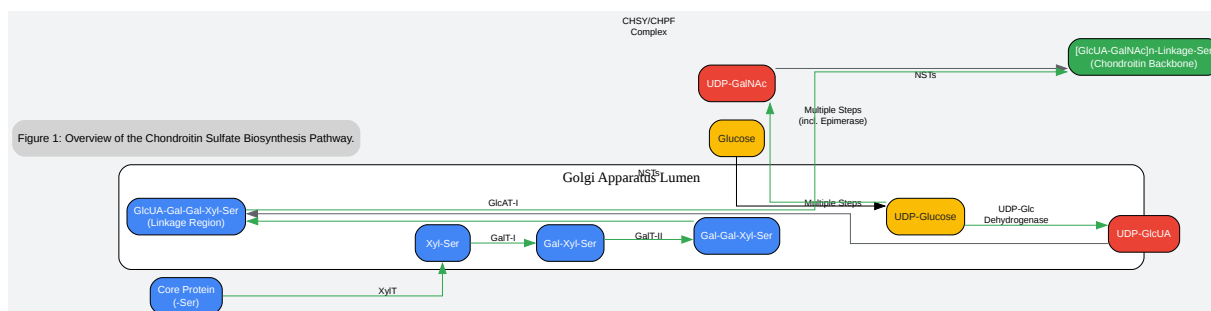 CHSY/CHPF
Complex
[GlcUA-GalNAc]n-Linkage-Ser
(Chondroitin Backbone)
NSTs
UDP-GalNAc
Multiple Steps
(incl. Epimerase)
Glucose
Figure 1: Overview of the Chondroitin Sulfate Biosynthesis Pathway.
NSTs
Golgi Apparatus Lumen
GlcUA-Gal-Gal-Xyl-Ser
(Linkage Region)
GlcAT-I
Multiple Steps
UDP-Glucose
UDP-Glc
Dehydrogenase
UDP-GlcUA
Xyl-Ser
GalT-I
Gal-Xyl-Ser
GalT-II
Gal-Gal-Xyl-Ser
Core Protein
(-Ser)
XylT